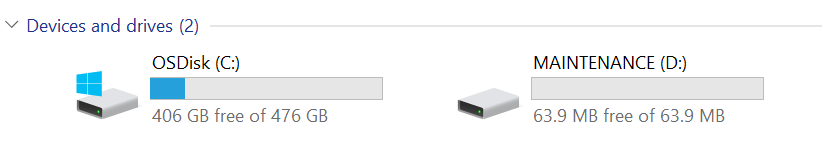 Devices and drives (2)
OSDisk (C:)
406 GB free of 476 GB
MAINTENANCE (D:)
63.9 MB free of 63.9 MB